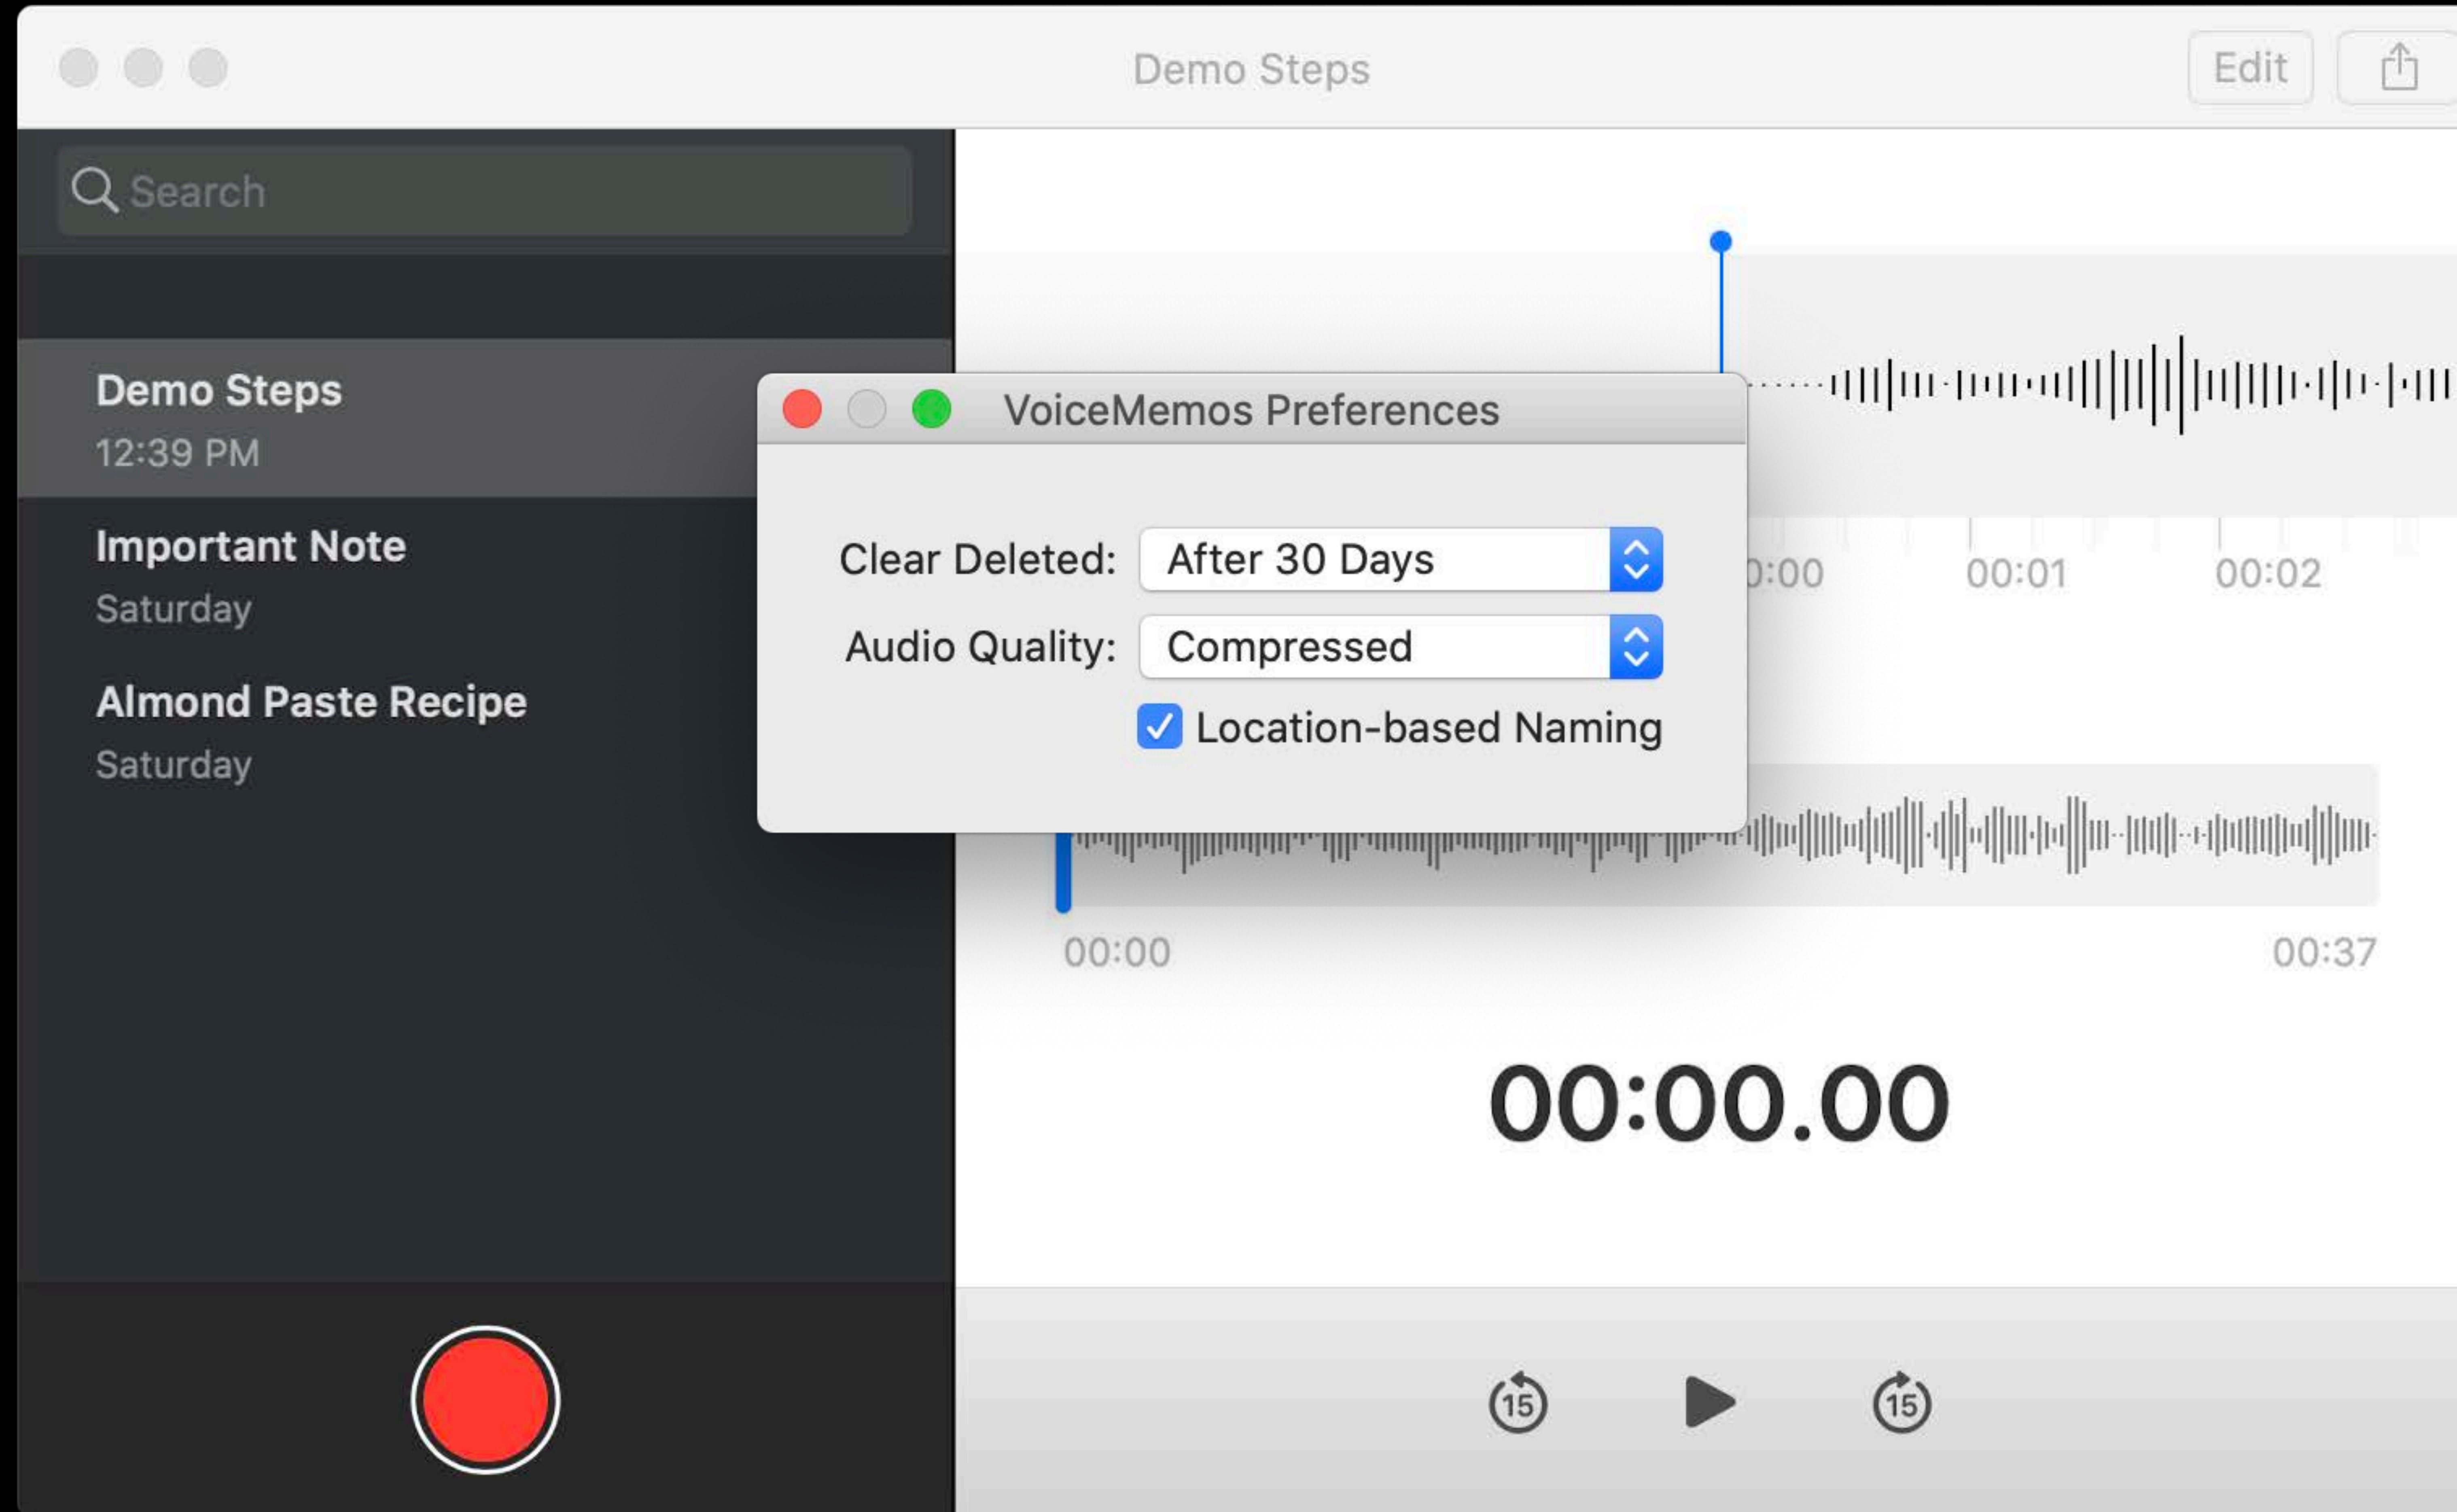 Demo Steps
Edit
Search
Demo Steps
12:39 PM
Important Note
Saturday
Almond Paste Recipe
Saturday
VoiceMemos Preferences
Clear Deleted: After 30 Days
Audio Quality: Compressed
Location-based Naming
0:00 00:01 00:02
00:00 00:37
00:00.00
15 15